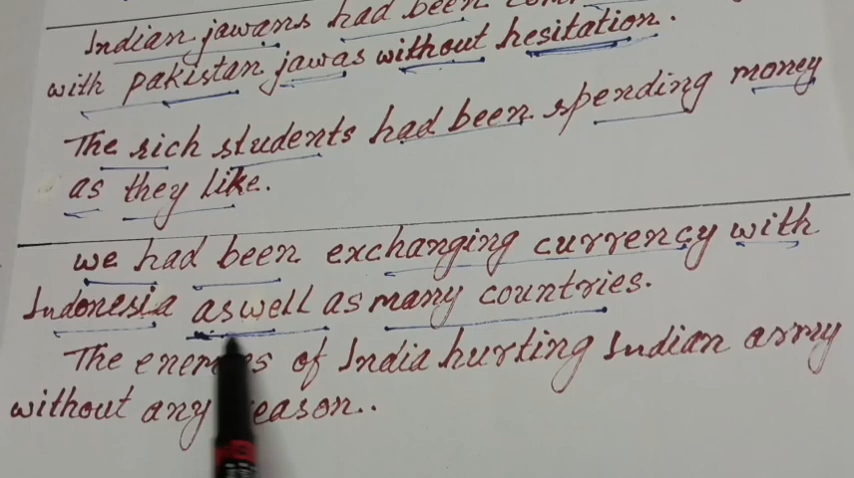 Indian jawans had been
with pakistan jawas without hesitation.
The rich students had been spending money
as they like.
we had been exchanging currency with
Indonesia aswell as many countries.
The of India hurting Indian army
without any